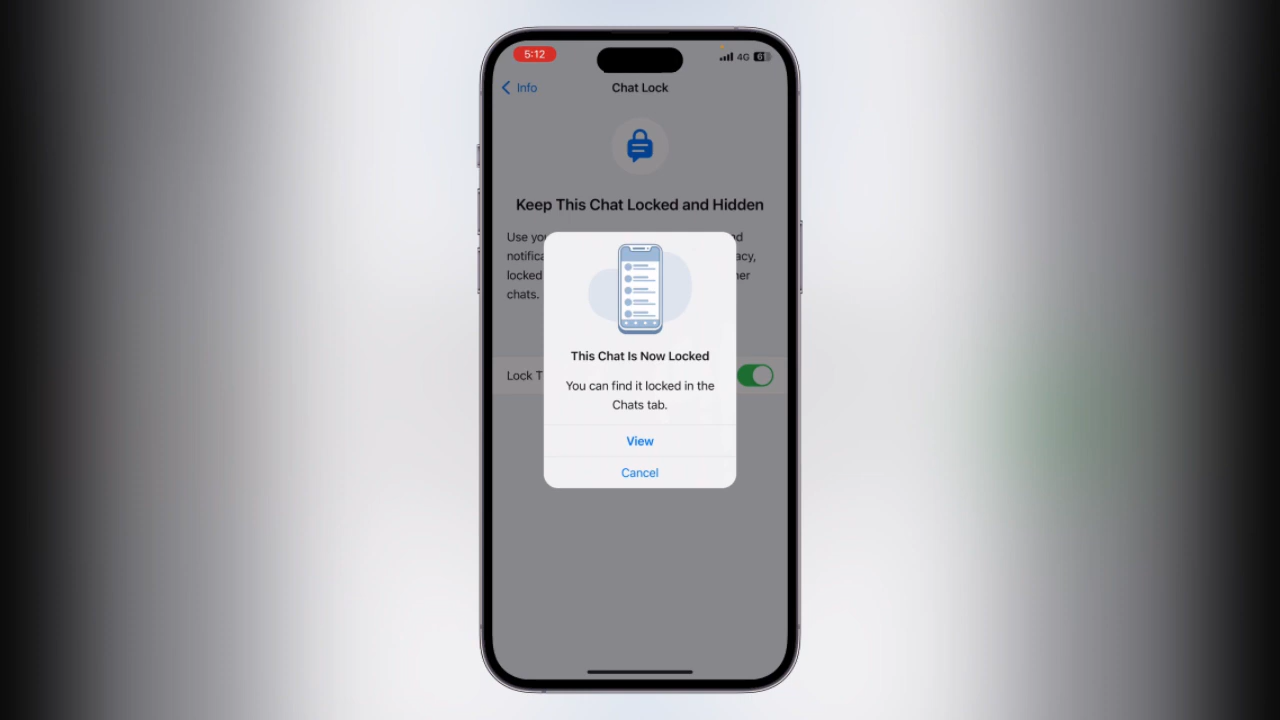 5:12
4G
Info
Chat Lock
Keep This Chat Locked and Hidden
Use
notifica
locked
chats.
This Chat Is Now Locked
You can find it locked in the
Chats tab.
Lock T
View
Cancel